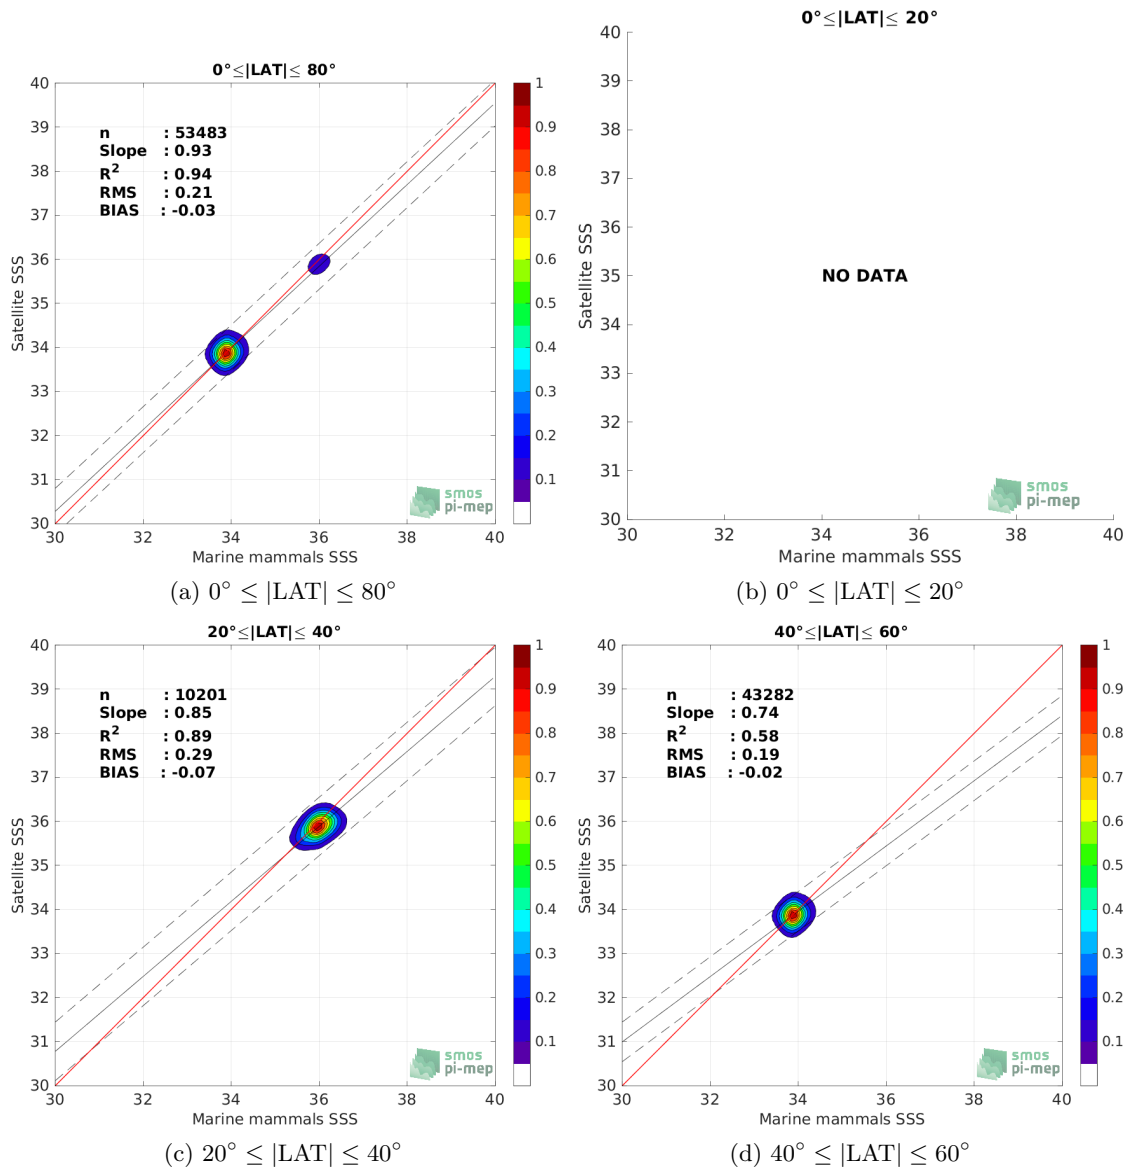 0°≤|LAT|≤ 80°
40
39
38
37
36
35
34
33
32
31
30
30 32 34 36 38 40
Satellite SSS
Marine mammals SSS
n : 53483
Slope : 0.93
R² : 0.94
RMS : 0.21
BIAS : -0.03
1
0.9
0.8
0.7
0.6
0.5
0.4
0.3
0.2
0.1
smos
pi-mep
(a) 0° ≤ |LAT| ≤ 80°
0°≤|LAT|≤ 20°
40
39
38
37
36
35
34
33
32
31
30
30 32 34 36 38 40
Satellite SSS
Marine mammals SSS
NO DATA
smos
pi-mep
(b) 0° ≤ |LAT| ≤ 20°
20°≤|LAT|≤ 40°
40
39
38
37
36
35
34
33
32
31
30
30 32 34 36 38 40
Satellite SSS
Marine mammals SSS
n : 10201
Slope : 0.85
R² : 0.89
RMS : 0.29
BIAS : -0.07
1
0.9
0.8
0.7
0.6
0.5
0.4
0.3
0.2
0.1
smos
pi-mep
(c) 20° ≤ |LAT| ≤ 40°
40°≤|LAT|≤ 60°
40
39
38
37
36
35
34
33
32
31
30
30 32 34 36 38 40
Satellite SSS
Marine mammals SSS
n : 43282
Slope : 0.74
R² : 0.58
RMS : 0.19
BIAS : -0.02
1
0.9
0.8
0.7
0.6
0.5
0.4
0.3
0.2
0.1
smos
pi-mep
(d) 40° ≤ |LAT| ≤ 60°